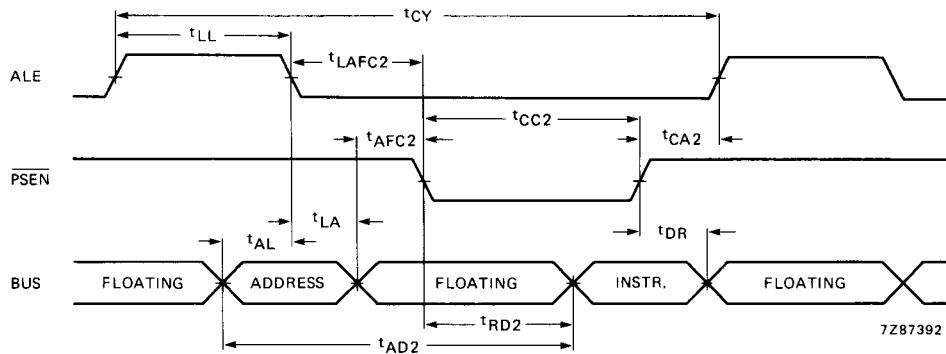 tCY
tLL
ALE
tLAFC2
tCC2
tAFC2
tCA2
PSEN
tLA
tAL
tDR
BUS
FLOATING
ADDRESS
FLOATING
INSTR.
FLOATING
tRD2
tAD2
7Z87392